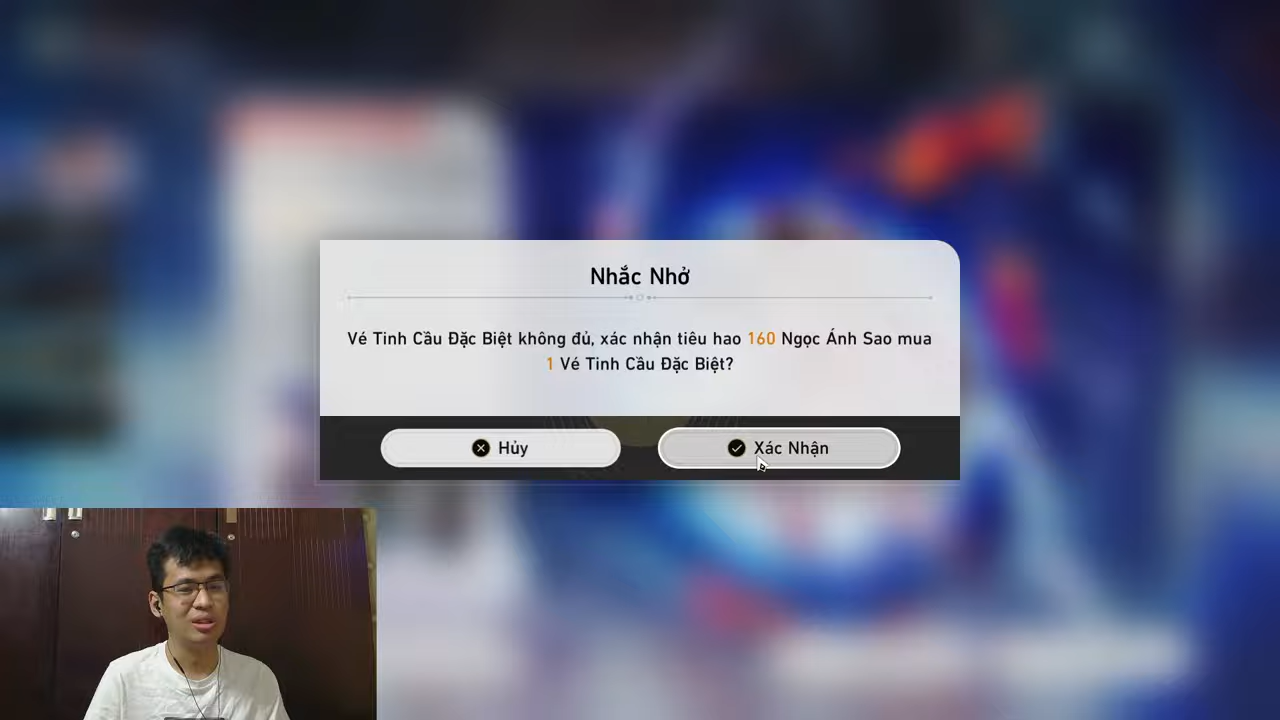 Nhắc Nhở
Vé Tinh Cầu Đặc Biệt không đủ, xác nhận tiêu hao 160 Ngọc Ánh Sao mua
1 Vé Tinh Cầu Đặc Biệt?
Hủy
Xác Nhận